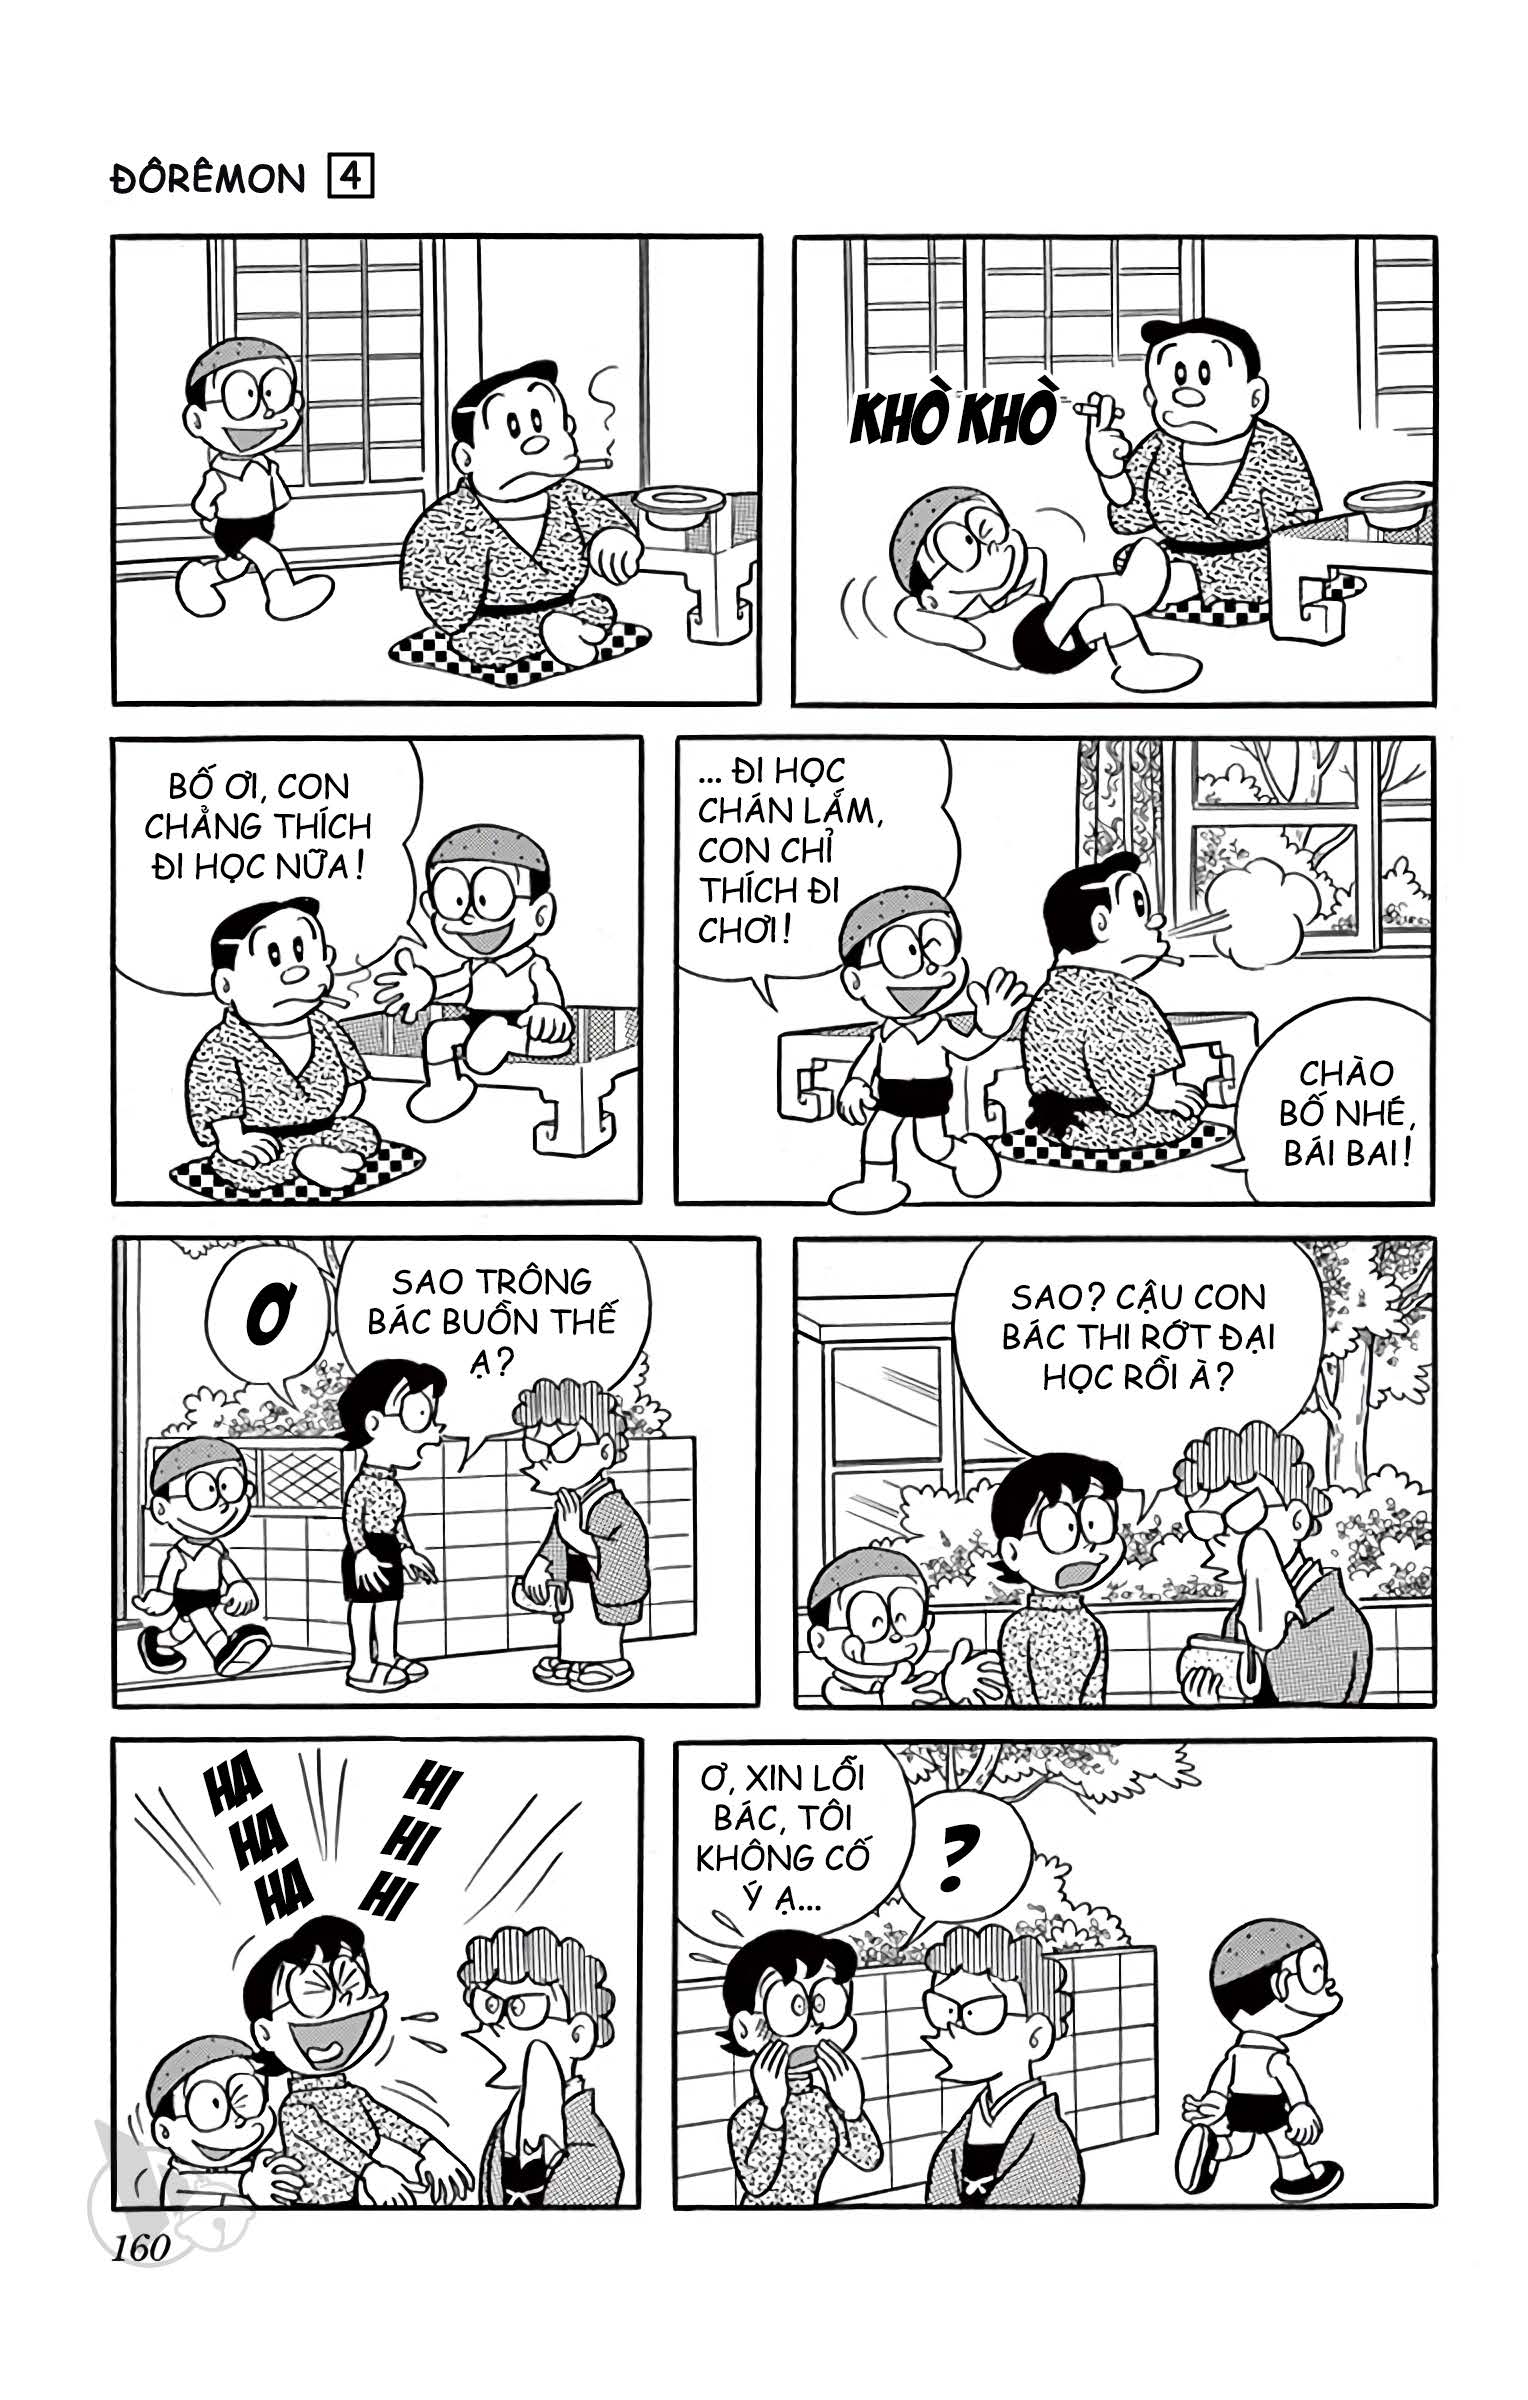 ĐÔRÊMON 4
KHÒ KHÒ
BỐ ƠI, CON
CHẲNG THÍCH
ĐI HỌC NỮA!
... ĐI HỌC
CHÁN LẮM,
CON CHỈ
THÍCH ĐI
CHƠI!
CHÀO
BỐ NHÉ,
BÁI BAI!
Ơ
SAO TRÔNG
BÁC BUỒN THẾ
Ạ?
SAO? CẬU CON
BÁC THI RỚT ĐẠI
HỌC RỒI À?
HA
HA
HA
HI
HI
HI
Ơ, XIN LỖI
BÁC, TÔI
KHÔNG CỐ
Ý Ạ...
?
160